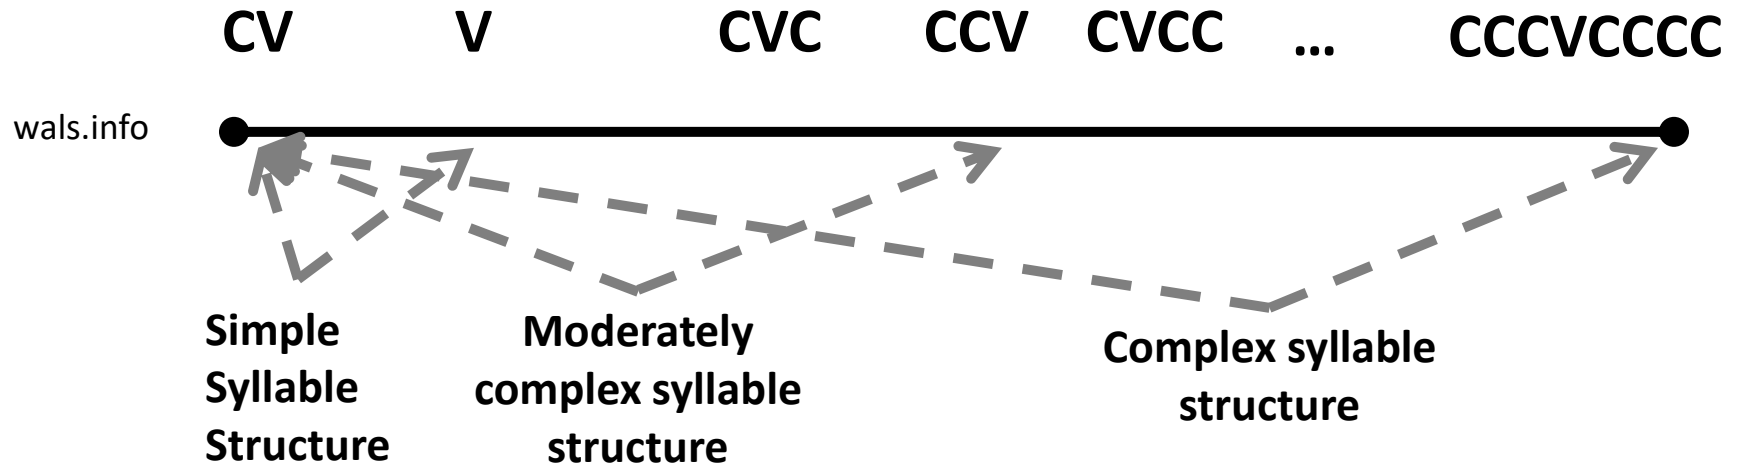 CV V CVC CCV CVCC ... CCCVCCCC
wals.info
Simple
Syllable
Structure
Moderately
complex syllable
structure
Complex syllable
structure